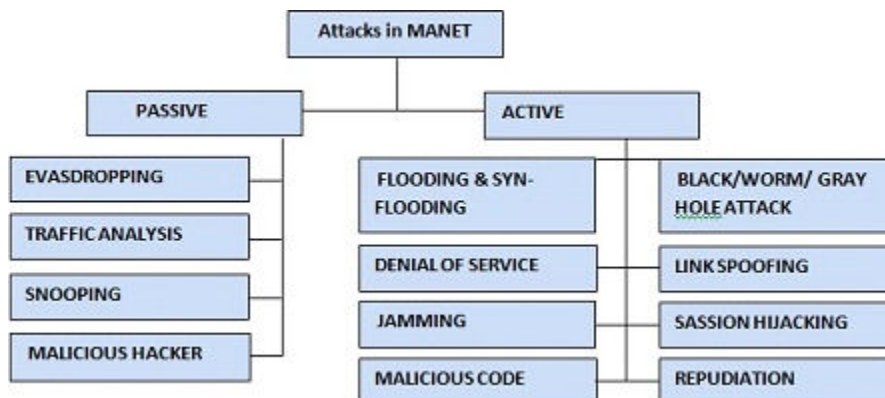 Attacks in MANET
PASSIVE
ACTIVE
EVASDROPPING
TRAFFIC ANALYSIS
SNOOPING
MALICIOUS HACKER
FLOODING & SYN-
FLOODING
DENIAL OF SERVICE
JAMMING
MALICIOUS CODE
BLACK/WORM/ GRAY
HOLE ATTACK
LINK SPOOFING
SASSION HIJACKING
REPUDIATION